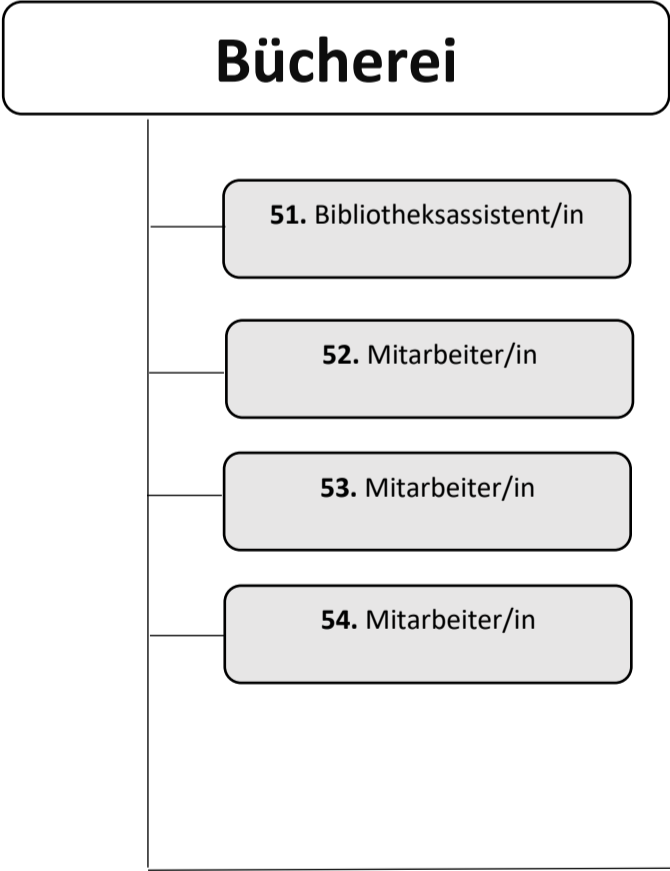 Bücherei
51. Bibliotheksassistent/in
52. Mitarbeiter/in
53. Mitarbeiter/in
54. Mitarbeiter/in